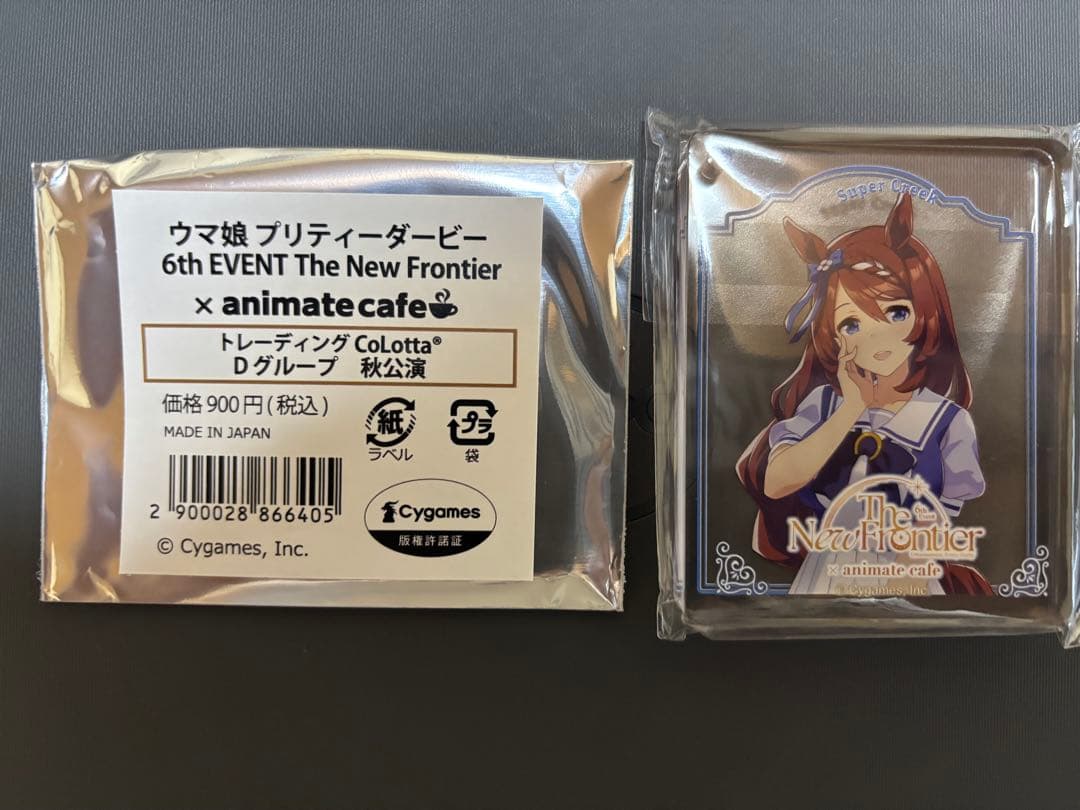 ウマ娘 プリティーダービー
6th EVENT The New Frontier
× animate cafe
トレーディング CoLotta®
Dグループ 秋公演
価格 900円(税込)
MADE IN JAPAN
紙
ラベル
プラ
袋
2 900028 866405
Cygames
版権許諾証
© Cygames, Inc.
Super Creek
The
6th Event
New Frontier
× animate cafe
© Cygames, Inc.